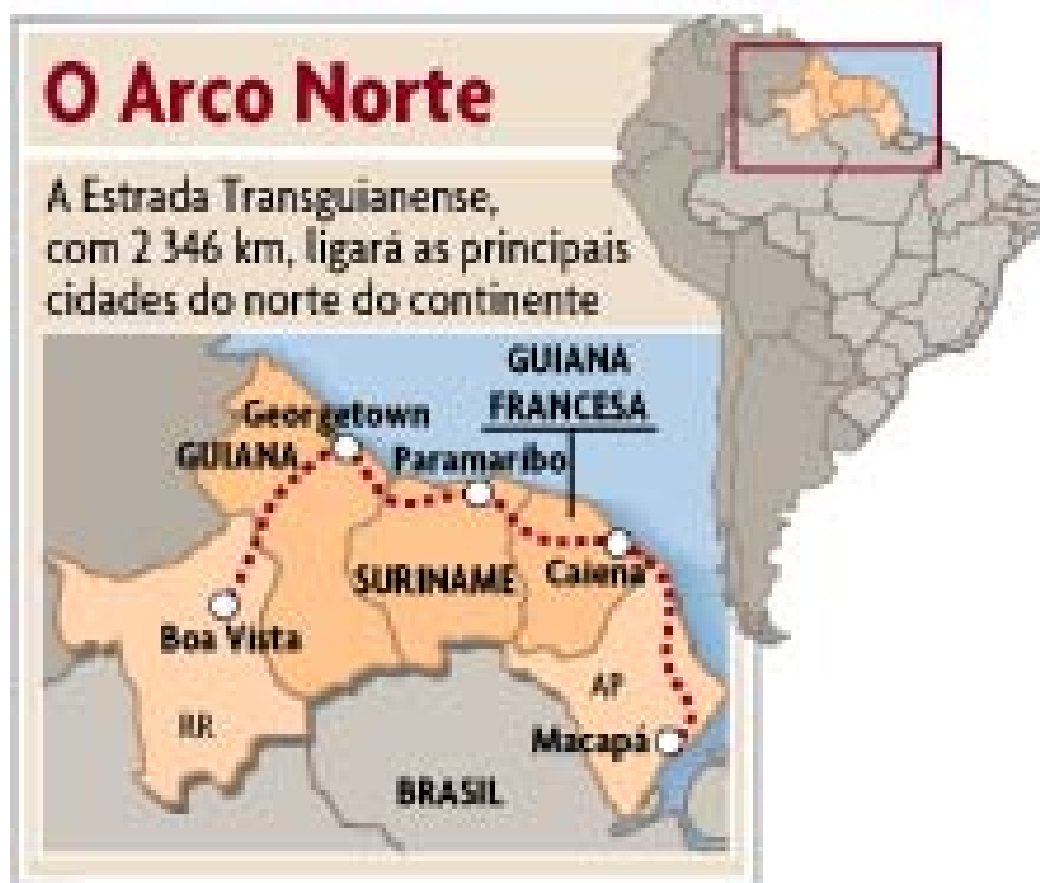 O Arco Norte
A Estrada Transguianense,
com 2 346 km, ligará as principais
cidades do norte do continente
GUIANA
FRANCESA
Georgetown
GUIANA
Paramaribo
SURINAME
Caiena
Boa Vista
AP
RR
Macapá
BRASIL